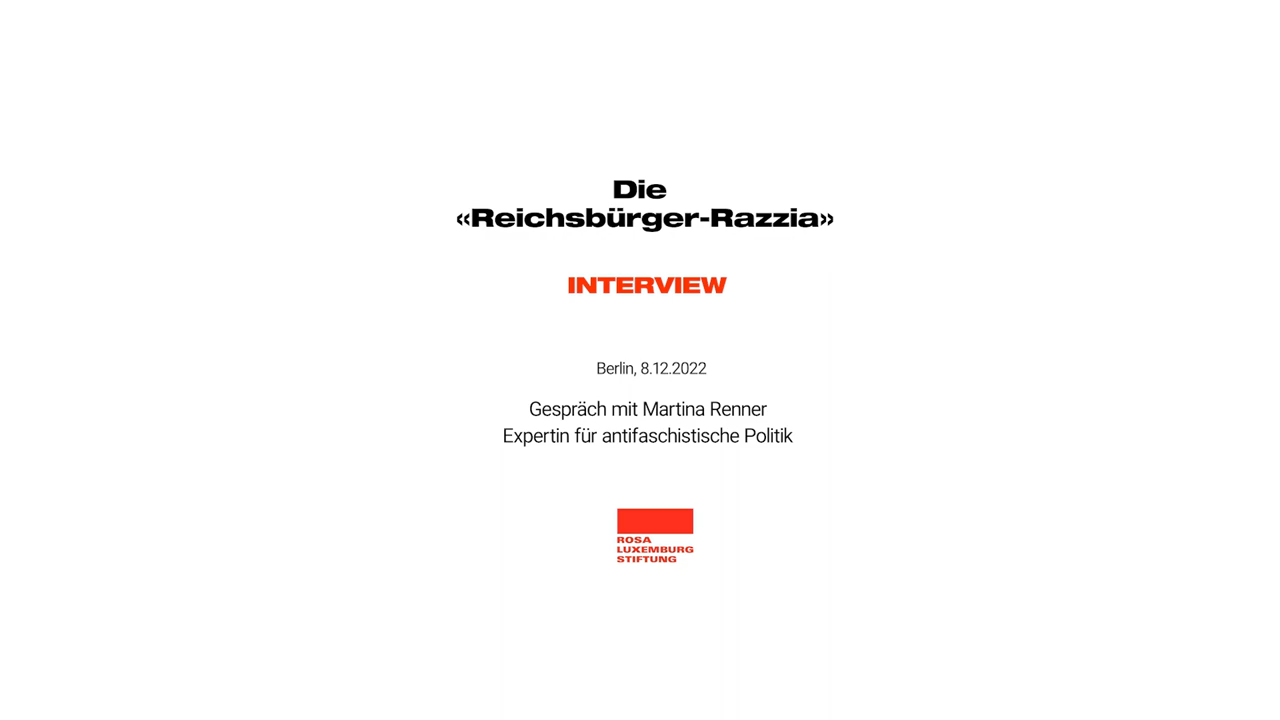 Die
«Reichsbürger-Razzia»
INTERVIEW
Berlin, 8.12.2022
Gespräch mit Martina Renner
Expertin für antifaschistische Politik
ROSA
LUXEMBURG
STIFTUNG